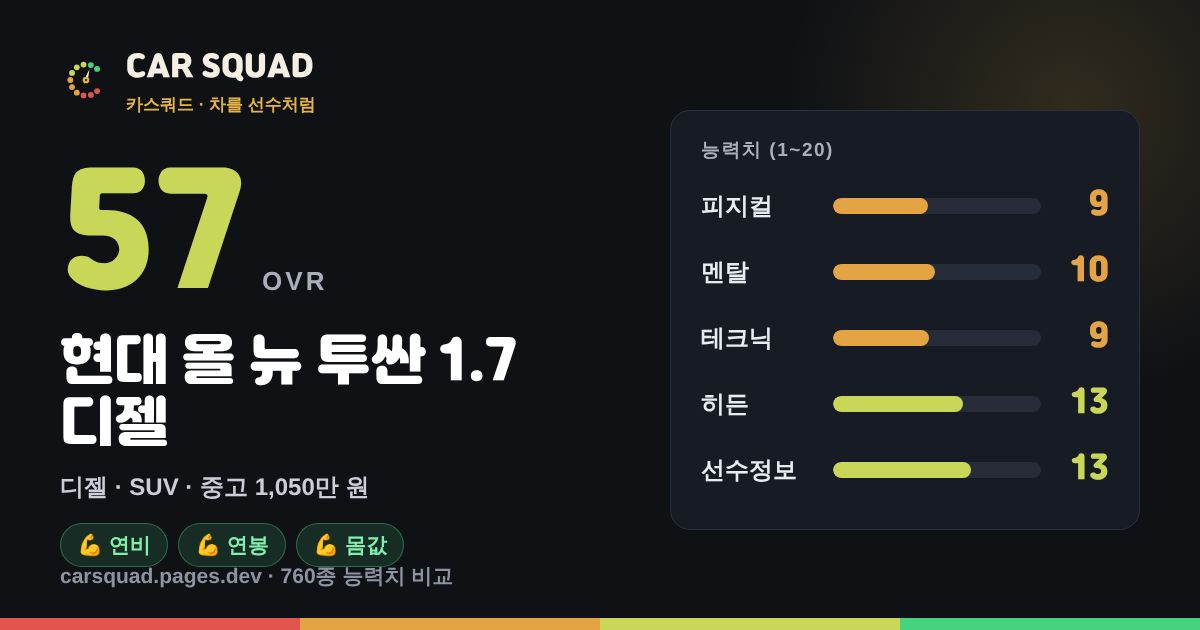 CAR SQUAD
카스쿼드 · 차를 선수처럼
57 OVR
현대 올 뉴 투싼 1.7
디젤
디젤 · SUV · 중고 1,050만 원
💪 연비 💪 연봉 💪 몸값
carsquad.pages.dev · 760종 능력치 비교
능력치 (1~20)
피지컬 9
멘탈 10
테크닉 9
히든 13
선수정보 13